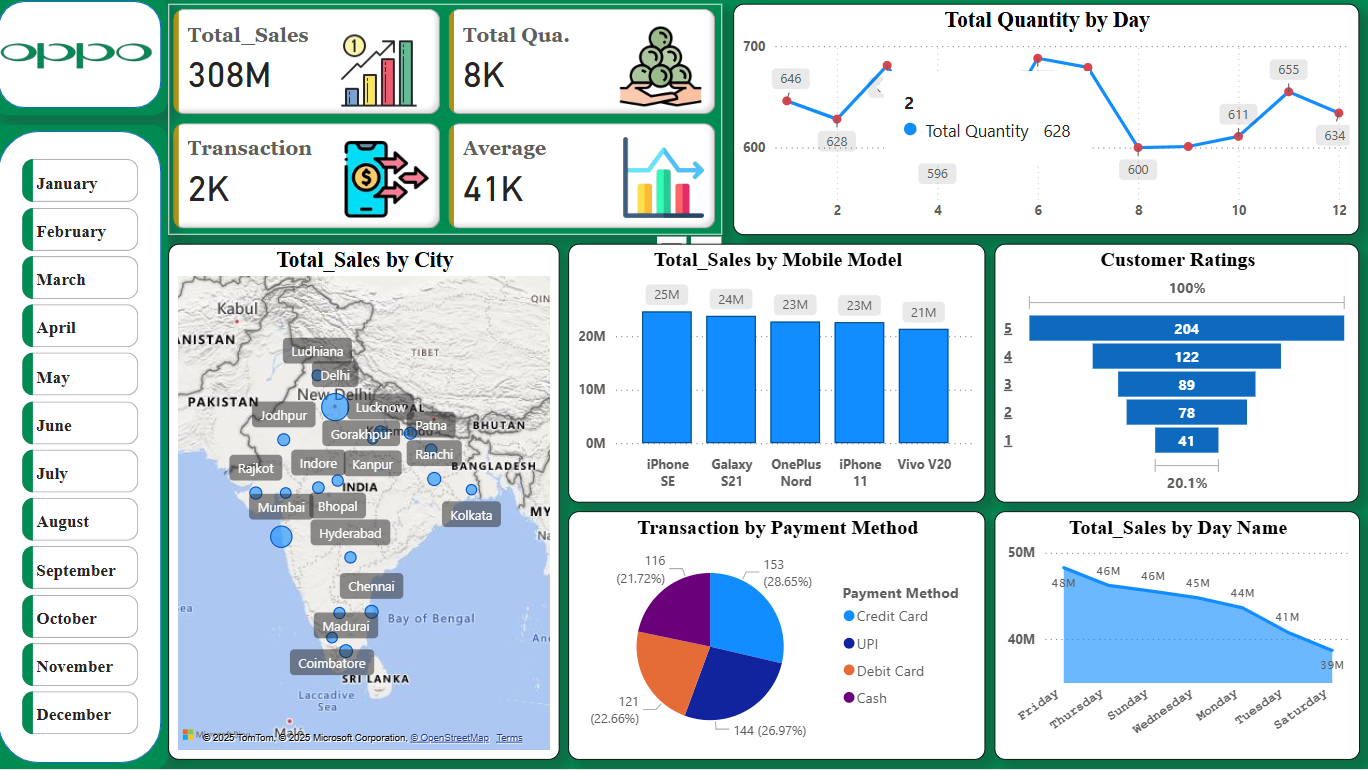 oppo
January
February
March
April
May
June
July
August
September
October
November
December
Total_Sales
308M
1
Total Qua.
8K
Transaction
2K
$
Average
41K
Total Quantity by Day
700
600
646
628
596
600
611
655
634
2
Total Quantity 628
2
4
6
8
10
12
Total_Sales by City
Kabul
QIN
ANISTAN
TIBET
Ludhiana
Delhi
New Delhi
PAKISTAN
Jodhpur
Lucknow
PAL
Gorakhpur
Patna
BHUTAN
Rajkot
Indore
Kanpur
Ranchi
BANGLADESH
INDIA
Mumbai
Bhopal
Kolkata
MY
Na
Hyderabad
Chennai
ea
Bay of Bengal
Madurai
Coimbatore
SRI LANKA
Laccadive
Sea
Malé
© 2025 TomTom, © 2025 Microsoft Corporation, © OpenStreetMap Terms
Total_Sales by Mobile Model
20M
10M
0M
25M
24M
23M
23M
21M
iPhone
SE
Galaxy
S21
OnePlus
Nord
iPhone
11
Vivo V20
Customer Ratings
100%
5 204
4 122
3 89
2 78
1 41
20.1%
Transaction by Payment Method
116
(21.72%)
153
(28.65%)
121
(22.66%)
144 (26.97%)
Payment Method
Credit Card
UPI
Debit Card
Cash
Total_Sales by Day Name
50M
40M
48M
46M
46M
45M
44M
41M
39M
Friday
Thursday
Sunday
Wednesday
Monday
Tuesday
Saturday